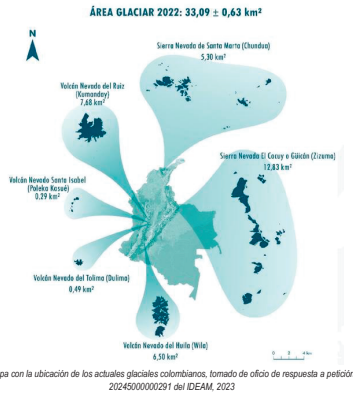 ÁREA GLACIAR 2022: 33,09 ± 0,63 km²
N
Sierra Nevada de Santa Marta (Chundua)
5,30 km²
Volcán Nevado del Ruiz
(Kumanday)
7,68 km²
Sierra Nevada El Cocuy o Güicán (Zizuma)
12,83 km²
Volcán Nevado Santa Isabel
(Poleka Kasué)
0,29 km²
Volcán Nevado del Tolima (Dulima)
0,49 km²
Volcán Nevado del Huila (Wila)
6,50 km²
pa con la ubicación de los actuales glaciales colombianos, tomado de oficio de respuesta a petición
20245000000291 del IDEAM, 2023